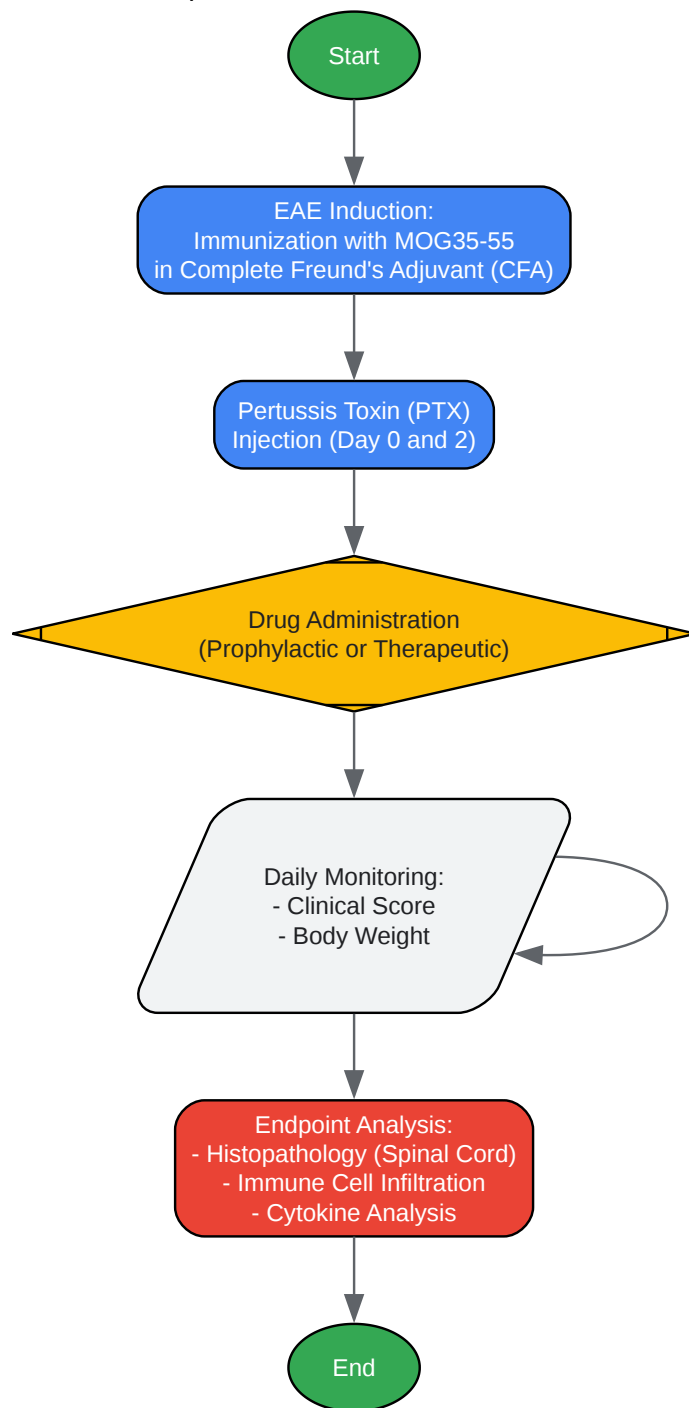 Start
EAE Induction:
Immunization with MOG35-55
in Complete Freund's Adjuvant (CFA)
Pertussis Toxin (PTX)
Injection (Day 0 and 2)
Drug Administration
(Prophylactic or Therapeutic)
Daily Monitoring:
- Clinical Score
- Body Weight
Endpoint Analysis:
- Histopathology (Spinal Cord)
- Immune Cell Infiltration
- Cytokine Analysis
End